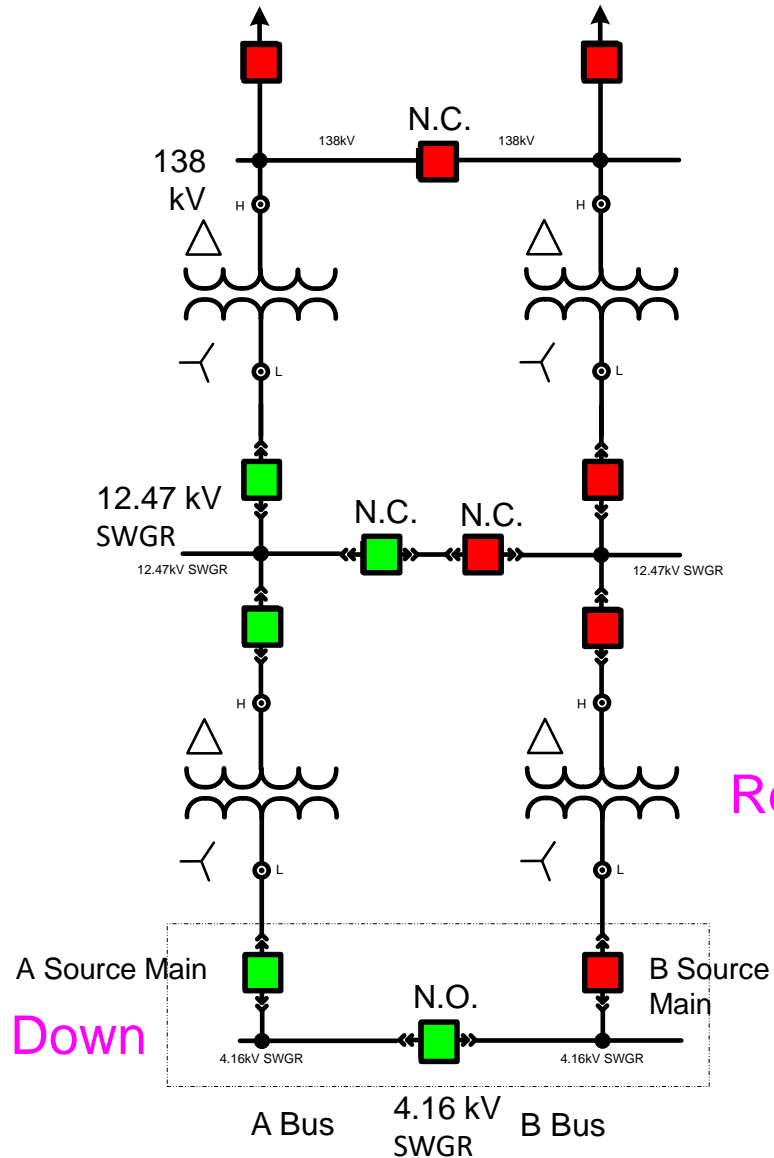 N.C.
138kV
138kV
138
kV
H
H
L
L
12.47 kV
SWGR
N.C.
N.C.
12.47kV SWGR
12.47kV SWGR
H
H
Re
L
L
A Source Main
B Source
Main
N.O.
Down
4.16kV SWGR
4.16kV SWGR
A Bus
4.16 kV
SWGR
B Bus